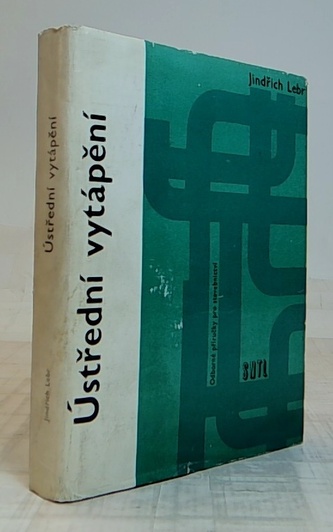 Jindřich Lebr
Ústřední vytápění
Odborné příručky pro stavebnictví
SNTL
Ústřední vytápění
Jindřich Lebr